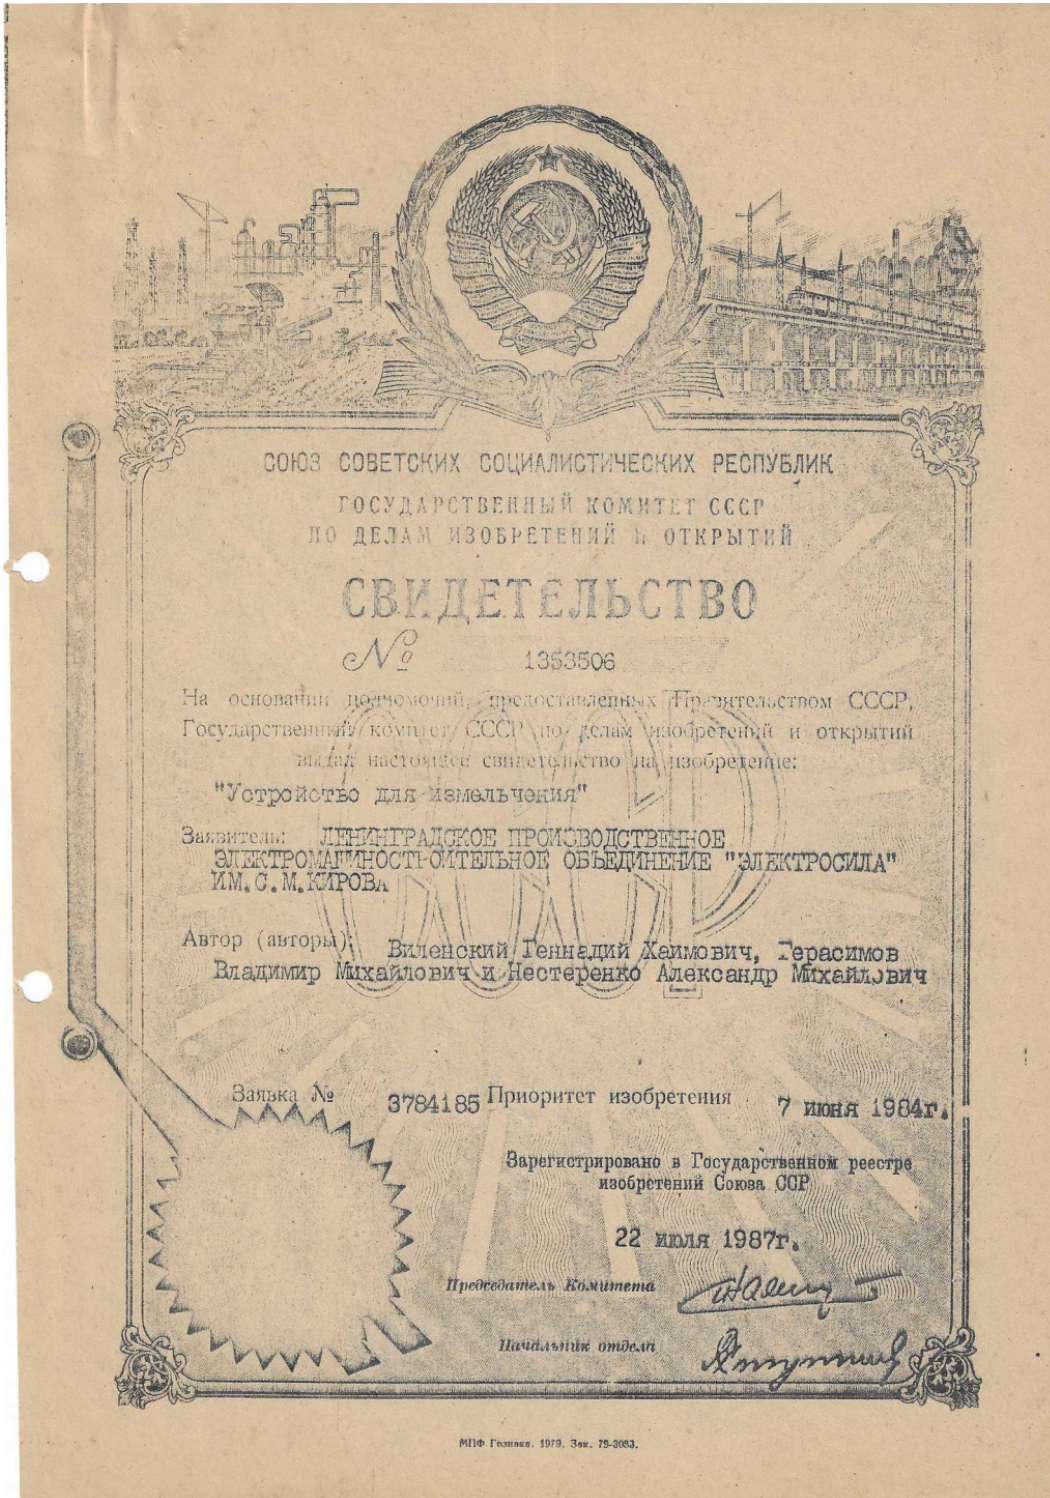 СОЮЗ СОВЕТСКИХ СОЦИАЛИСТИЧЕСКИХ РЕСПУБЛИК
ГОСУДАРСТВЕННЫЙ КОМИТЕТ СССР
ПО ДЕЛАМ ИЗОБРЕТЕНИЙ И ОТКРЫТИЙ
СВИДЕТЕЛЬСТВО
№ 1353506
На основании полномочий, предоставленных Правительством СССР,
Государственный комитет СССР по делам изобретений и открытий
выдал настоящее свидетельство на изобретение:
"Устройство для измельчения"
Заявитель: ЛЕНИНГРАДСКОЕ ПРОИЗВОДСТВЕННОЕ
ЭЛЕКТРОМАШИНОСТРОИТЕЛЬНОЕ ОБЪЕДИНЕНИЕ "ЭЛЕКТРОСИЛА"
ИМ.С.М.КИРОВА
Автор (авторы): Виленский Геннадий Хаимович, Герасимов
Владимир Михайлович и Нестеренко Александр Михайлович
Заявка № 3784185 Приоритет изобретения 7 июня 1984г.
Зарегистрировано в Государственном реестре
изобретений Союза ССР
22 июля 1987г.
Председатель Комитета
Начальник отдела
МПФ Гознака. 1979. Зак. 79-3083.